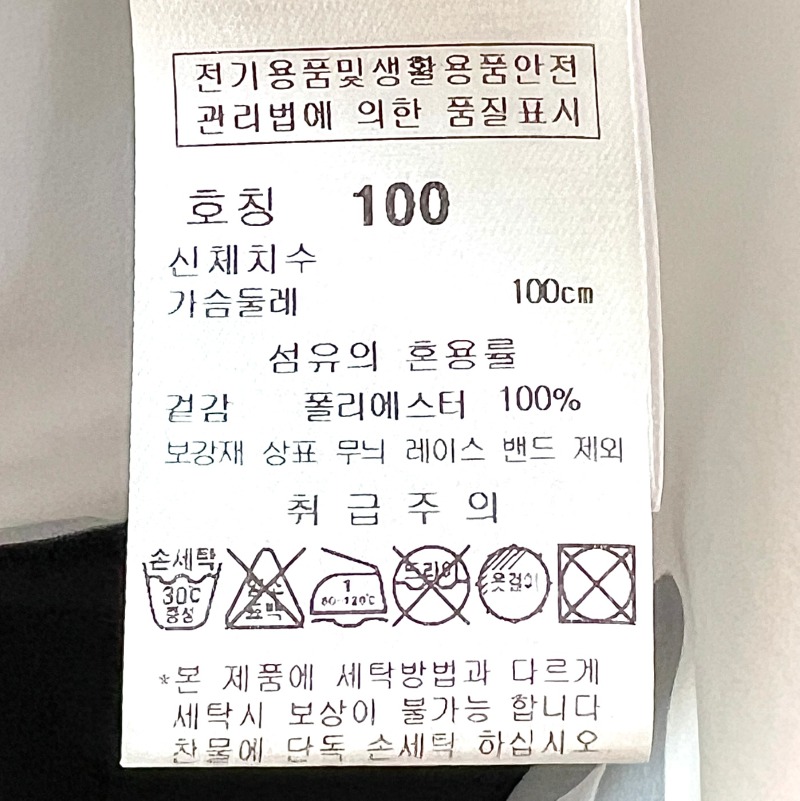 전기용품및생활용품안전
관리법에 의한 품질표시
호칭 100
신체치수
가슴둘레 100cm
섬유의 혼용률
겉감 폴리에스터 100%
보강재 상표 무늬 레이스 밴드 제외
취급주의
손세탁
30℃
중성
염소
표백
1
80-120℃
드라이
옷걸이
*본 제품에 세탁방법과 다르게
세탁시 보상이 불가능 합니다
찬물에 단독 손세탁 하십시오